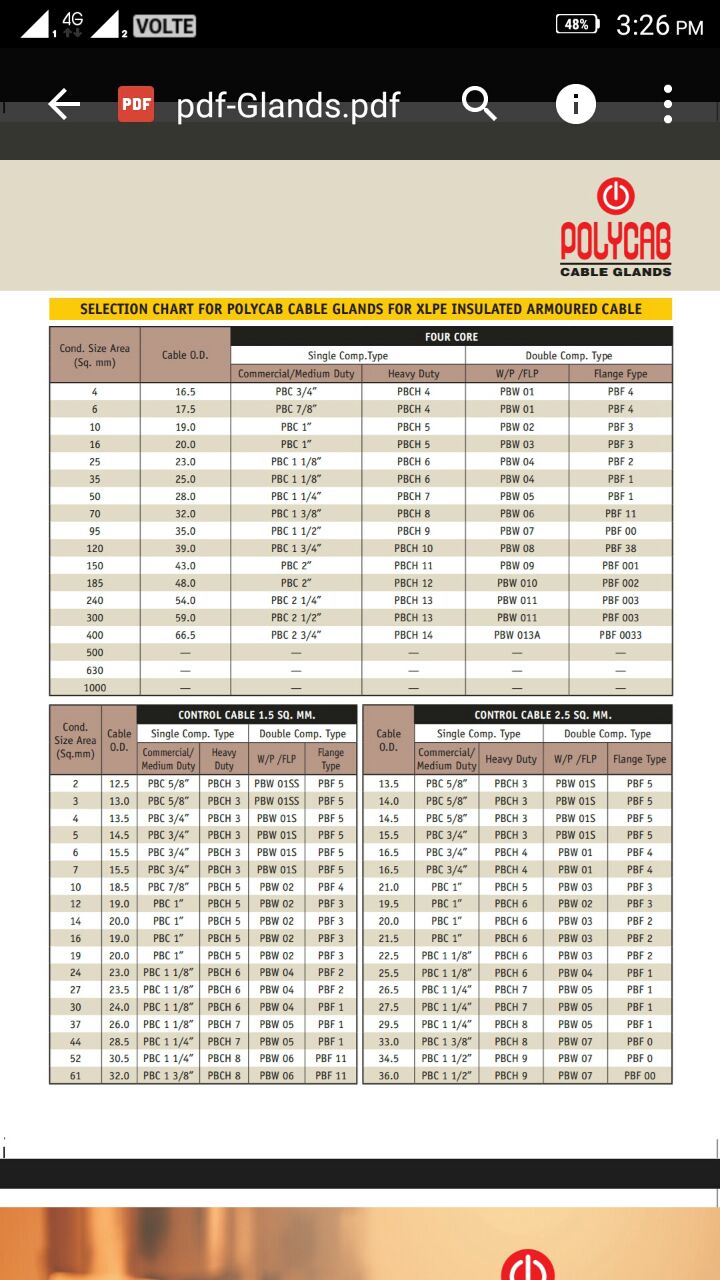 1 4G 2 VOLTE 48% 3:26 PM
PDF pdf-Glands.pdf i
POLYCAB
CABLE GLANDS
SELECTION CHART FOR POLYCAB CABLE GLANDS FOR XLPE INSULATED ARMOURED CABLE
Cond. Size Area (Sq. mm) Cable O.D. FOUR CORE
Single Comp.Type Double Comp. Type
Commercial/Medium Duty Heavy Duty W/P /FLP Flange Fype
4 16.5 PBC 3/4” PBCH 4 PBW 01 PBF 4
6 17.5 PBC 7/8” PBCH 4 PBW 01 PBF 4
10 19.0 PBC 1” PBCH 5 PBW 02 PBF 3
16 20.0 PBC 1” PBCH 5 PBW 03 PBF 3
25 23.0 PBC 1 1/8” PBCH 6 PBW 04 PBF 2
35 25.0 PBC 1 1/8” PBCH 6 PBW 04 PBF 1
50 28.0 PBC 1 1/4” PBCH 7 PBW 05 PBF 1
70 32.0 PBC 1 3/8” PBCH 8 PBW 06 PBF 11
95 35.0 PBC 1 1/2” PBCH 9 PBW 07 PBF 00
120 39.0 PBC 1 3/4” PBCH 10 PBW 08 PBF 38
150 43.0 PBC 2” PBCH 11 PBW 09 PBF 001
185 48.0 PBC 2” PBCH 12 PBW 010 PBF 002
240 54.0 PBC 2 1/4” PBCH 13 PBW 011 PBF 003
300 59.0 PBC 2 1/2” PBCH 13 PBW 011 PBF 003
400 66.5 PBC 2 3/4” PBCH 14 PBW 013A PBF 0033
500 — — — — —
630 — — — — —
1000 — — — — —
Cond. Size Area (Sq.mm) Cable O.D. CONTROL CABLE 1.5 SQ. MM. Cable O.D. CONTROL CABLE 2.5 SQ. MM.
Single Comp. Type Double Comp. Type Single Comp. Type Double Comp. Type
Commercial/ Medium Duty Heavy Duty W/P /FLP Flange Type Commercial/ Medium Duty Heavy Duty W/P /FLP Flange Type
2 12.5 PBC 5/8” PBCH 3 PBW 01SS PBF 5 13.5 PBC 5/8” PBCH 3 PBW 01S PBF 5
3 13.0 PBC 5/8” PBCH 3 PBW 01SS PBF 5 14.0 PBC 5/8” PBCH 3 PBW 01S PBF 5
4 13.5 PBC 3/4” PBCH 3 PBW 01S PBF 5 14.5 PBC 5/8” PBCH 3 PBW 01S PBF 5
5 14.5 PBC 3/4” PBCH 3 PBW 01S PBF 5 15.5 PBC 3/4” PBCH 3 PBW 01S PBF 5
6 15.5 PBC 3/4” PBCH 3 PBW 01S PBF 5 16.5 PBC 3/4” PBCH 4 PBW 01 PBF 4
7 15.5 PBC 3/4” PBCH 3 PBW 01S PBF 5 16.5 PBC 3/4” PBCH 4 PBW 01 PBF 4
10 18.5 PBC 7/8” PBCH 5 PBW 02 PBF 4 21.0 PBC 1” PBCH 5 PBW 03 PBF 3
12 19.0 PBC 1” PBCH 5 PBW 02 PBF 3 19.5 PBC 1” PBCH 6 PBW 02 PBF 3
14 20.0 PBC 1” PBCH 5 PBW 02 PBF 3 20.0 PBC 1” PBCH 6 PBW 03 PBF 2
16 19.0 PBC 1” PBCH 5 PBW 02 PBF 3 21.5 PBC 1” PBCH 6 PBW 03 PBF 2
19 20.0 PBC 1” PBCH 5 PBW 02 PBF 3 22.5 PBC 1 1/8” PBCH 6 PBW 03 PBF 2
24 23.0 PBC 1 1/8” PBCH 6 PBW 04 PBF 2 25.5 PBC 1 1/8” PBCH 6 PBW 04 PBF 1
27 23.5 PBC 1 1/8” PBCH 6 PBW 04 PBF 2 26.5 PBC 1 1/4” PBCH 7 PBW 05 PBF 1
30 24.0 PBC 1 1/8” PBCH 6 PBW 04 PBF 1 27.5 PBC 1 1/4” PBCH 7 PBW 05 PBF 1
37 26.0 PBC 1 1/8” PBCH 7 PBW 05 PBF 1 29.5 PBC 1 1/4” PBCH 8 PBW 05 PBF 1
44 28.5 PBC 1 1/4” PBCH 7 PBW 05 PBF 1 33.0 PBC 1 3/8” PBCH 8 PBW 07 PBF 0
52 30.5 PBC 1 1/4” PBCH 8 PBW 06 PBF 11 34.5 PBC 1 1/2” PBCH 9 PBW 07 PBF 0
61 32.0 PBC 1 3/8” PBCH 8 PBW 06 PBF 11 36.0 PBC 1 1/2” PBCH 9 PBW 07 PBF 00